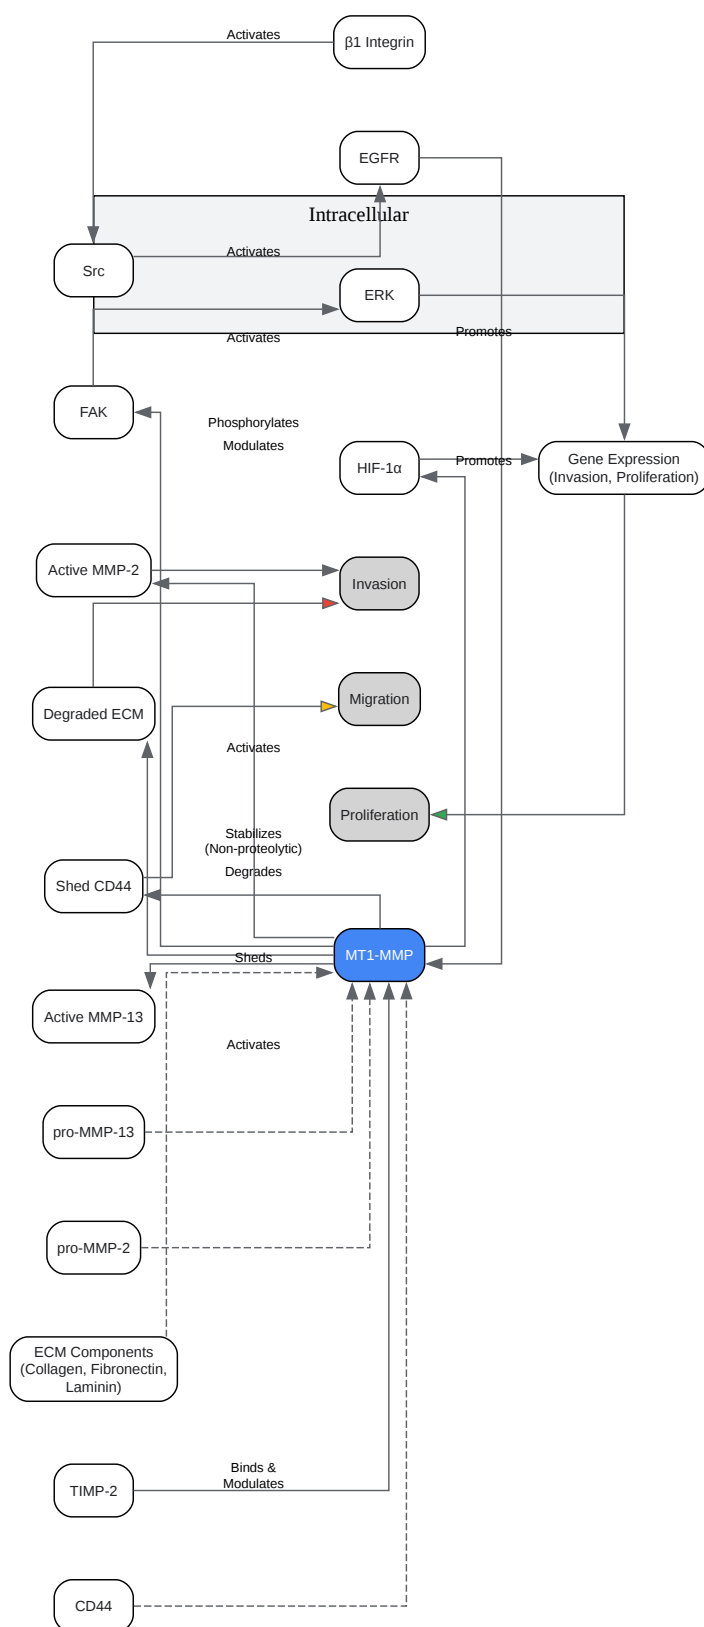 Activates
β1 Integrin
EGFR
Intracellular
Src
Activates
ERK
Activates
Promotes
FAK
Phosphorylates
Modulates
HIF-1α
Promotes
Gene Expression
(Invasion, Proliferation)
Active MMP-2
Invasion
Degraded ECM
Migration
Activates
Proliferation
Stabilizes
(Non-proteolytic)
Degrades
Shed CD44
MT1-MMP
Sheds
Active MMP-13
Activates
pro-MMP-13
pro-MMP-2
ECM Components
(Collagen, Fibronectin,
Laminin)
Binds &
Modulates
TIMP-2
CD44